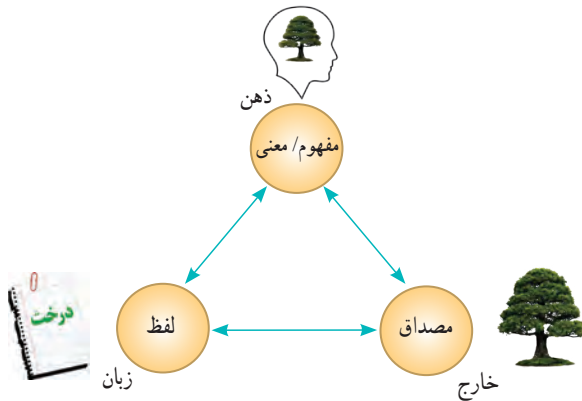 ذهن
مفهوم/ معنی
درخت
لفظ
مصداق
زبان
خارج